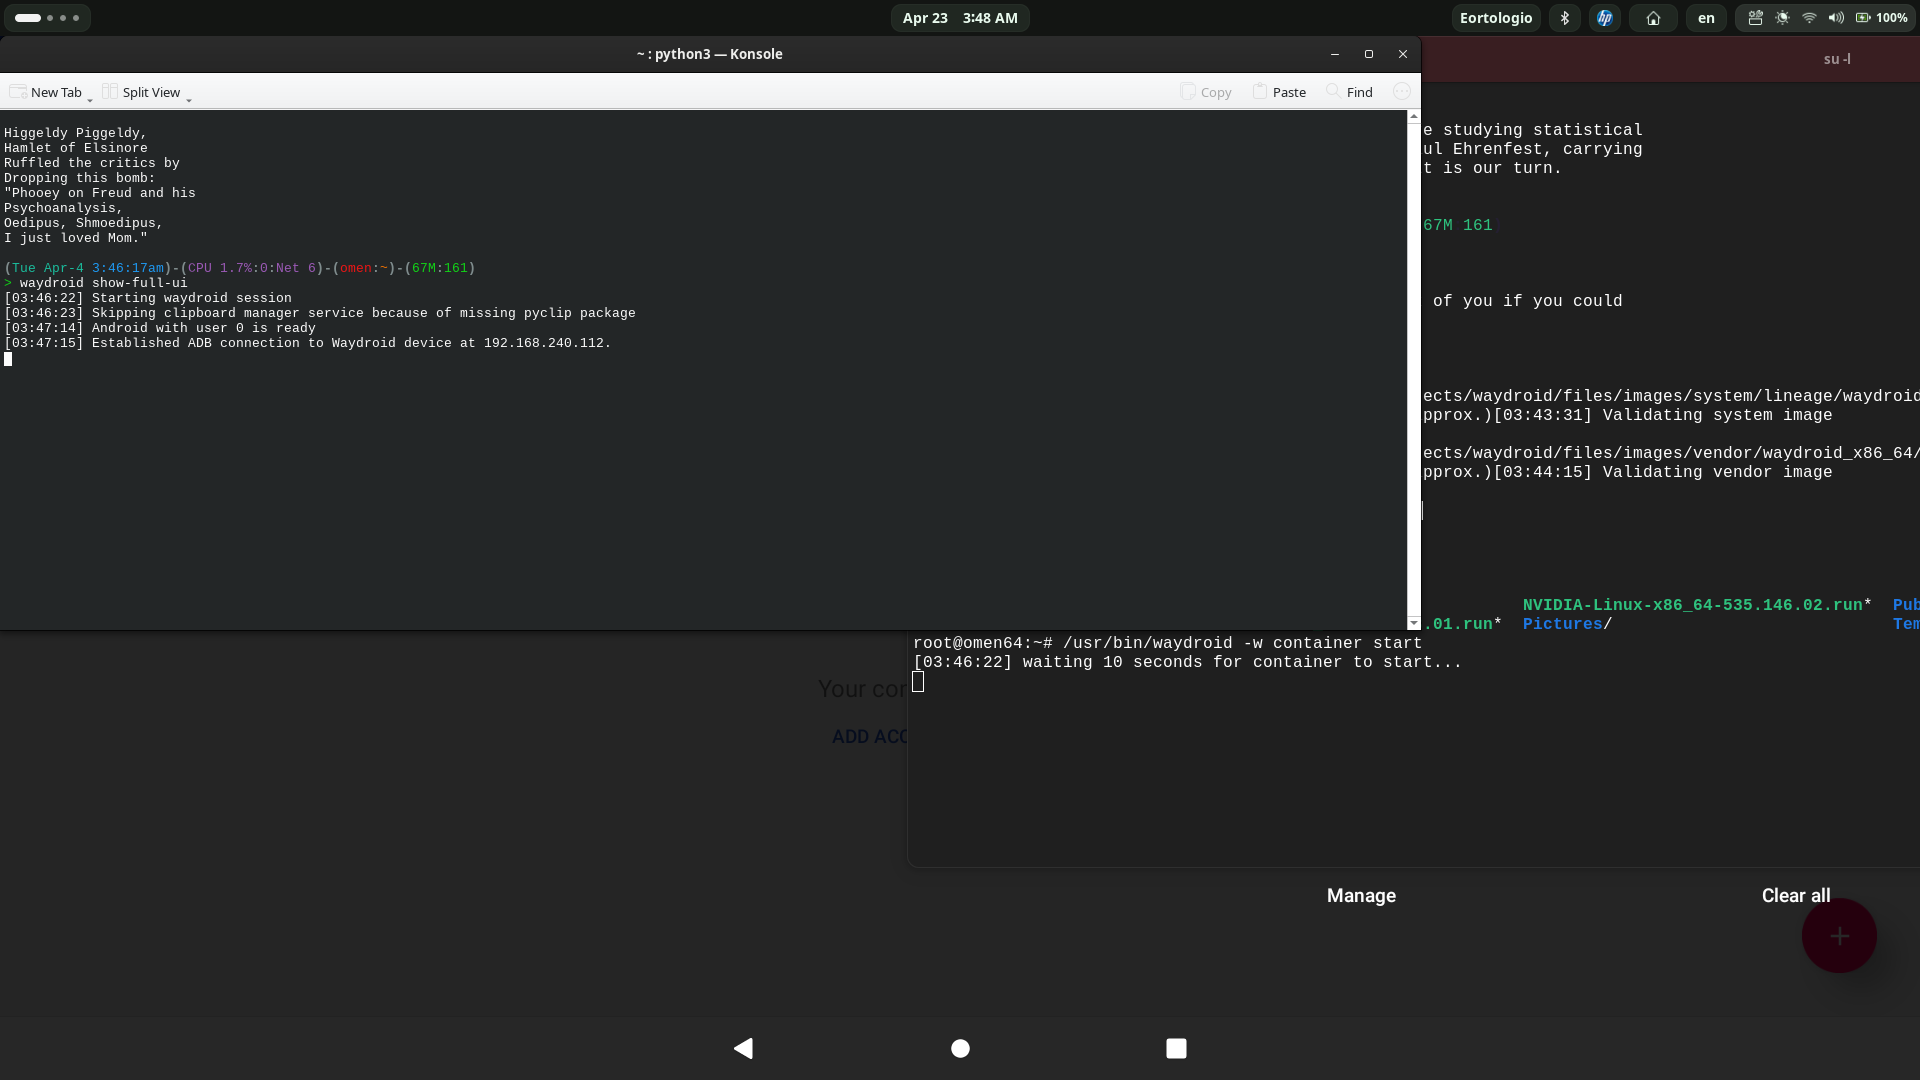 Apr 23 3:48 AM
Eortologio
en
100%
~ : python3 — Konsole
su -l
New Tab
Split View
Copy
Paste
Find
Higgeldy Piggeldy,
Hamlet of Elsinore
Ruffled the critics by
Dropping this bomb:
"Phooey on Freud and his
Psychoanalysis,
Oedipus, Shmoedipus,
I just loved Mom."
(Tue Apr-4 3:46:17am)-(CPU 1.7%:0:Net 6)-(omen:~)-(67M:161)
> waydroid show-full-ui
[03:46:22] Starting waydroid session
[03:46:23] Skipping clipboard manager service because of missing pyclip package
[03:47:14] Android with user 0 is ready
[03:47:15] Established ADB connection to Waydroid device at 192.168.240.112.
e studying statistical
ul Ehrenfest, carrying
t is our turn.
67M 161
of you if you could
ects/waydroid/files/images/system/lineage/waydroid
pprox.)[03:43:31] Validating system image
ects/waydroid/files/images/vendor/waydroid_x86_64/
pprox.)[03:44:15] Validating vendor image
NVIDIA-Linux-x86_64-535.146.02.run* Pub
.01.run* Pictures/ Tem
root@omen64:~# /usr/bin/waydroid -w container start
[03:46:22] waiting 10 seconds for container to start...
Your cor
ADD ACC
Manage
Clear all